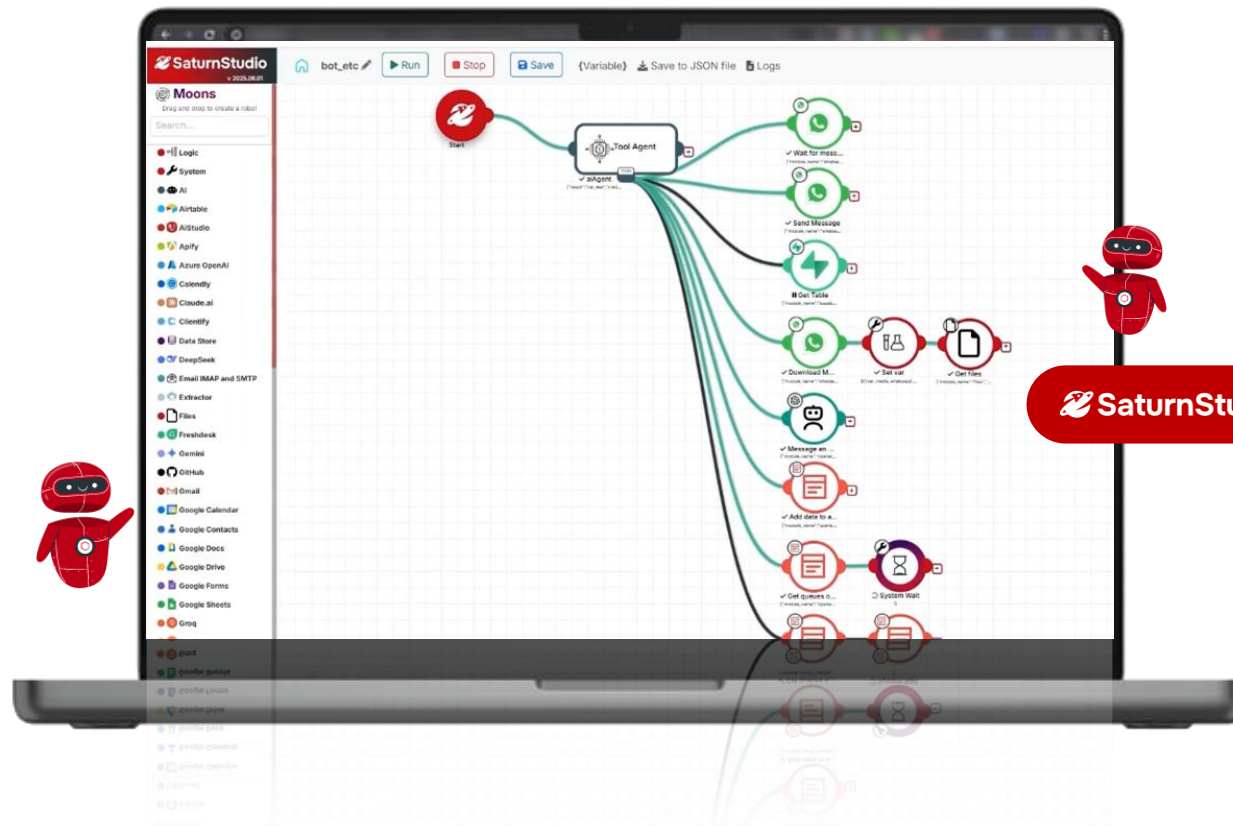 SaturnStudio
v 2025.06.01
bot_etc
Run
Stop
Save
{Variable}
Save to JSON file
Logs
Moons
Drag and drop to create a robot
Search...
Logic
System
AI
Airtable
AiStudio
Apify
Azure OpenAI
Calendly
Claude.ai
Clientify
Data Store
DeepSeek
Email IMAP and SMTP
Extractor
Files
Freshdesk
Gemini
GitHub
Gmail
Google Calendar
Google Contacts
Google Docs
Google Drive
Google Forms
Google Sheets
Groq
Start
Tool Agent
aiAgent
Wait for mess...
Send Message
Get Table
Download M...
Set var
Get files
Message an ...
Add data to a...
Get queues o...
System Wait
SaturnStu